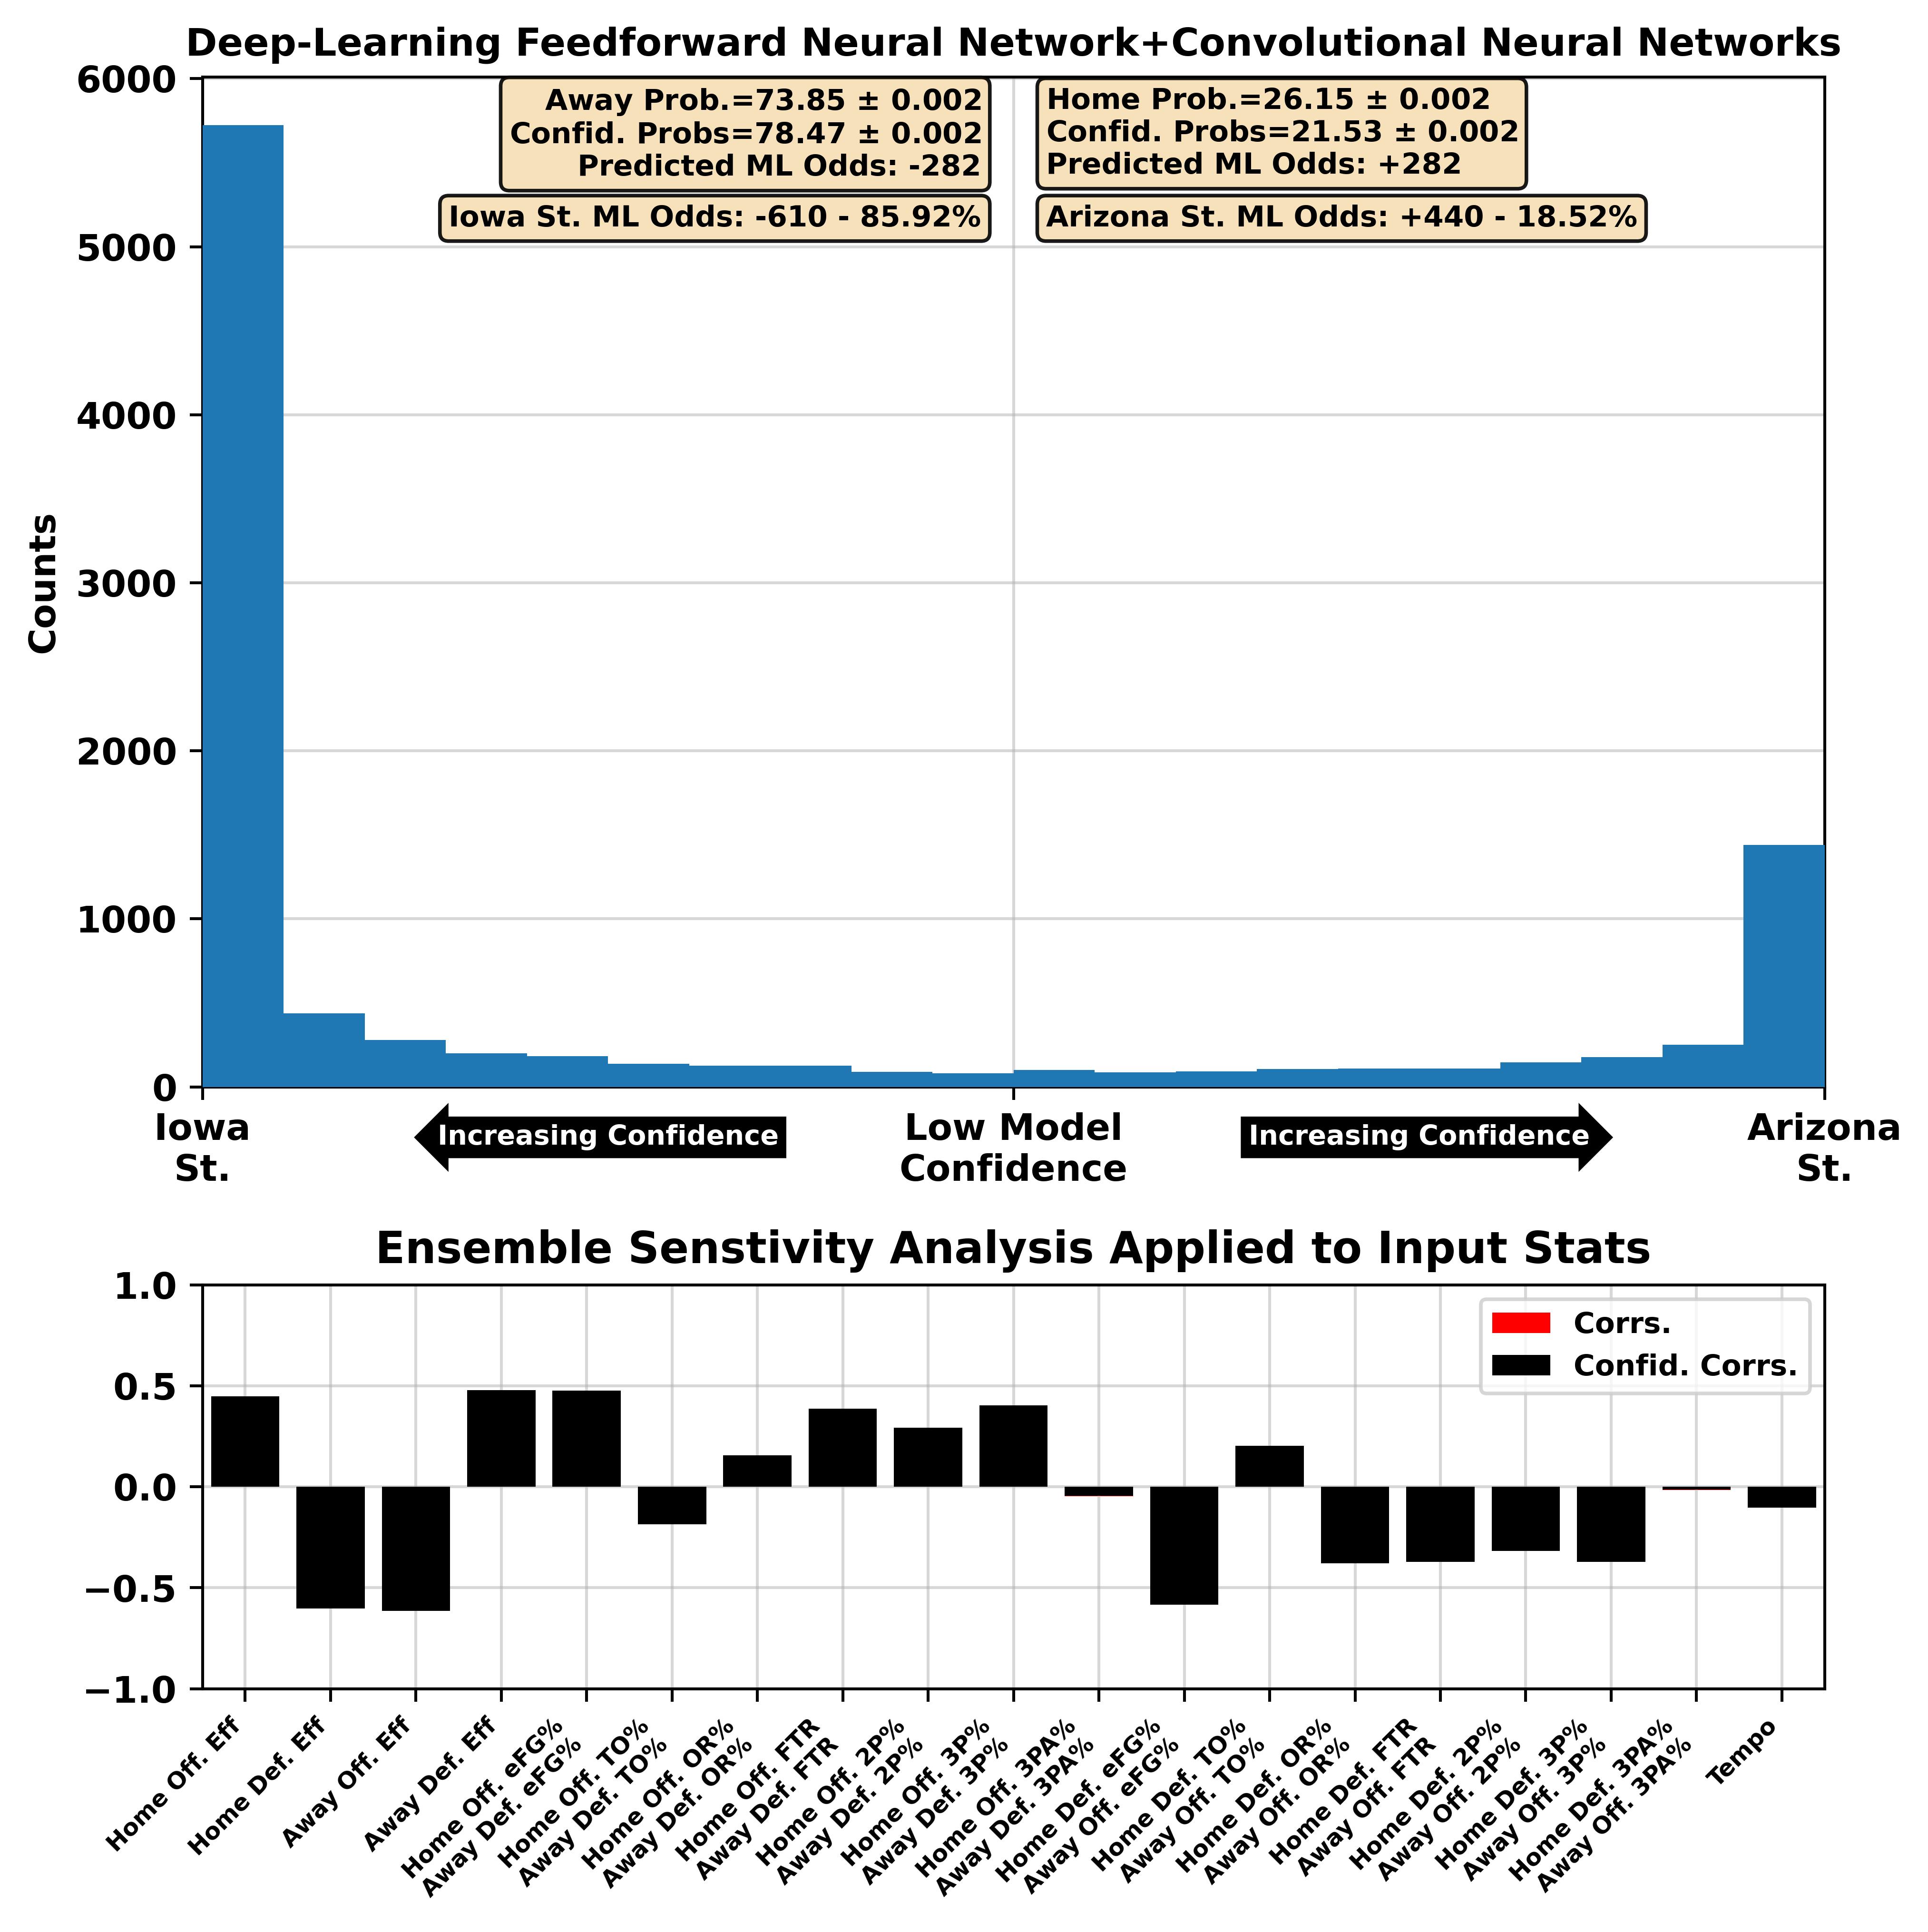 Deep-Learning Feedforward Neural Network+Convolutional Neural Networks
Away Prob.=73.85 ± 0.002
Confid. Probs=78.47 ± 0.002
Predicted ML Odds: -282
Iowa St. ML Odds: -610 - 85.92%
Home Prob.=26.15 ± 0.002
Confid. Probs=21.53 ± 0.002
Predicted ML Odds: +282
Arizona St. ML Odds: +440 - 18.52%
Counts
6000
5000
4000
3000
2000
1000
0
Iowa
St.
Increasing Confidence
Low Model
Confidence
Increasing Confidence
Arizona
St.
Ensemble Senstivity Analysis Applied to Input Stats
1.0
0.5
0.0
−0.5
−1.0
Corrs.
Confid. Corrs.
Home Off. Eff
Home Def. Eff
Away Off. Eff
Away Def. Eff
Home Off. eFG%
Away Def. eFG%
Home Off. TO%
Away Def. TO%
Home Off. OR%
Away Def. OR%
Home Off. FTR
Away Def. FTR
Home Off. 2P%
Away Def. 2P%
Home Off. 3P%
Away Def. 3P%
Home Off. 3PA%
Away Def. 3PA%
Home Def. eFG%
Away Off. eFG%
Home Def. TO%
Away Off. TO%
Home Def. OR%
Away Off. OR%
Home Def. FTR
Away Off. FTR
Home Def. 2P%
Away Off. 2P%
Home Def. 3P%
Away Off. 3P%
Home Def. 3PA%
Away Off. 3PA%
Tempo